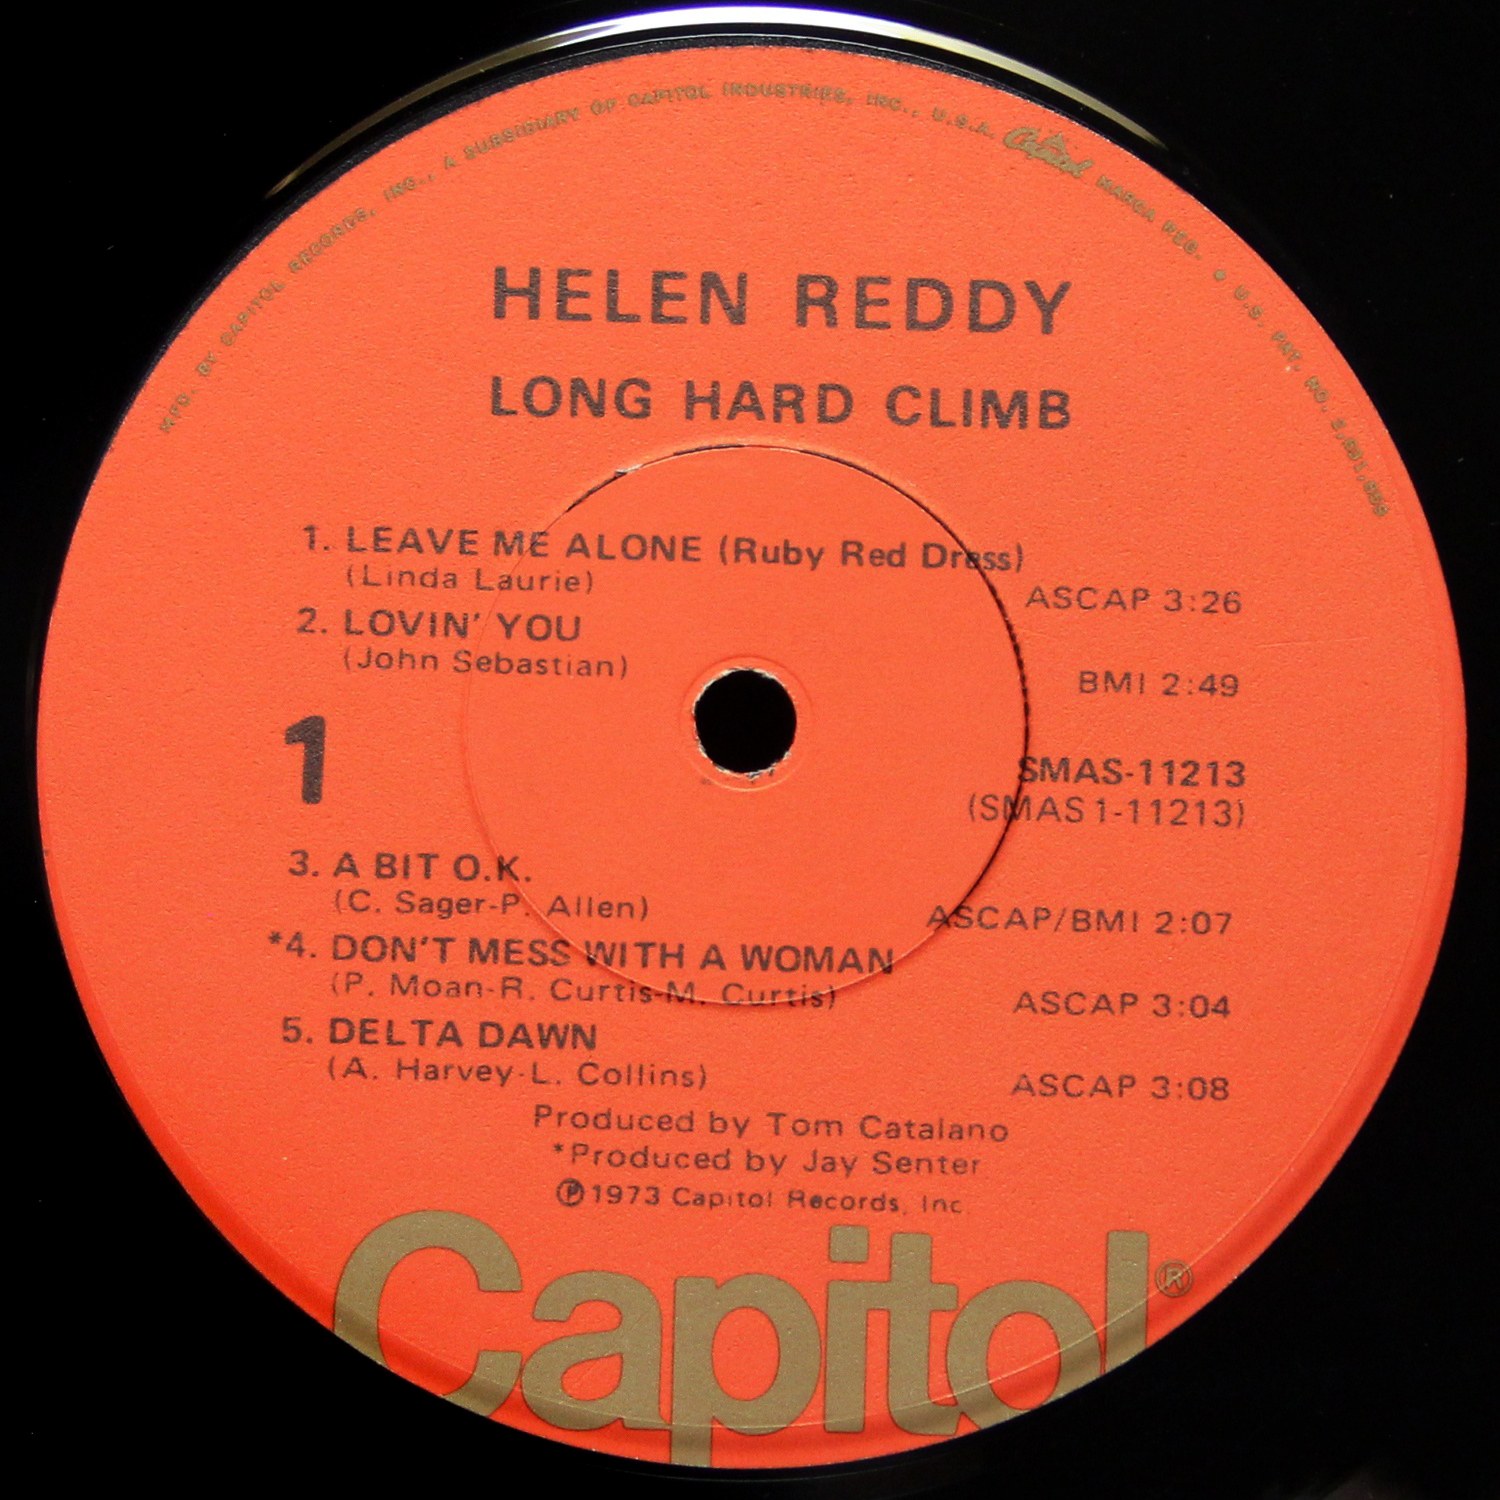 MFG. BY CAPITOL RECORDS, INC., A SUBSIDIARY OF CAPITOL INDUSTRIES, INC., U.S.A. Capitol MARCA REG. • U.S. PAT. NO.
HELEN REDDY
LONG HARD CLIMB
1. LEAVE ME ALONE (Ruby Red Dress)
(Linda Laurie)
ASCAP 3:26
2. LOVIN' YOU
(John Sebastian)
BMI 2:49
1
SMAS-11213
(SMAS 1-11213)
3. A BIT O.K.
(C. Sager-P. Allen)
ASCAP/BMI 2:07
*4. DON'T MESS WITH A WOMAN
(P. Moan-R. Curtis-M. Curtis)
ASCAP 3:04
5. DELTA DAWN
(A. Harvey-L. Collins)
ASCAP 3:08
Produced by Tom Catalano
*Produced by Jay Senter
℗1973 Capitol Records, Inc.
Capitol®